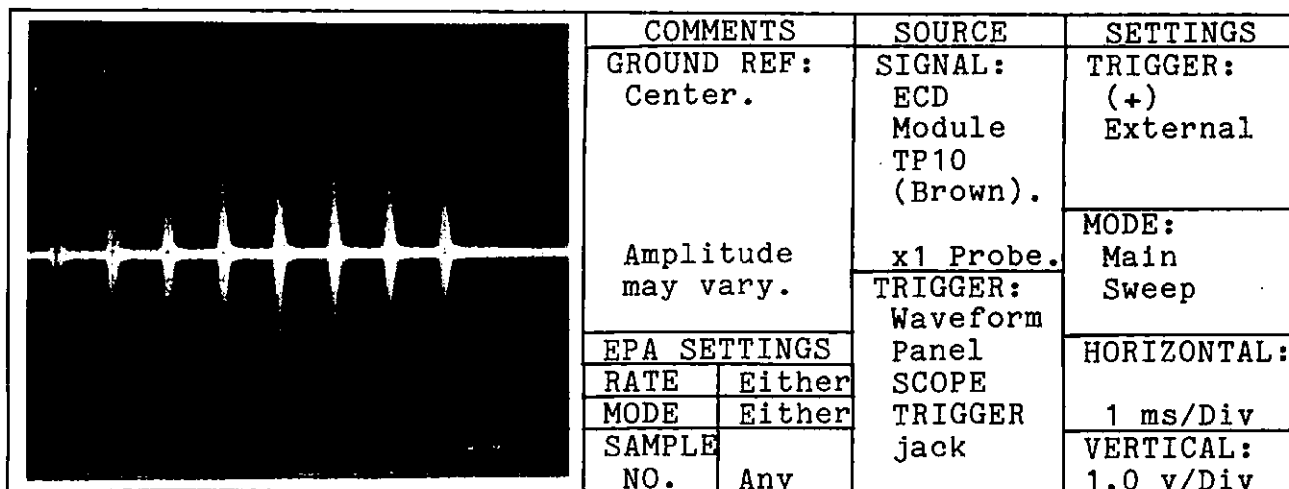 COMMENTS
GROUND REF:
Center.
Amplitude
may vary.
EPA SETTINGS
RATE Either
MODE Either
SAMPLE
NO. Any
SOURCE
SIGNAL:
ECD
Module
TP10
(Brown).
x1 Probe.
TRIGGER:
Waveform
Panel
SCOPE
TRIGGER
jack
SETTINGS
TRIGGER:
(+)
External
MODE:
Main
Sweep
HORIZONTAL:
1 ms/Div
VERTICAL:
1.0 v/Div